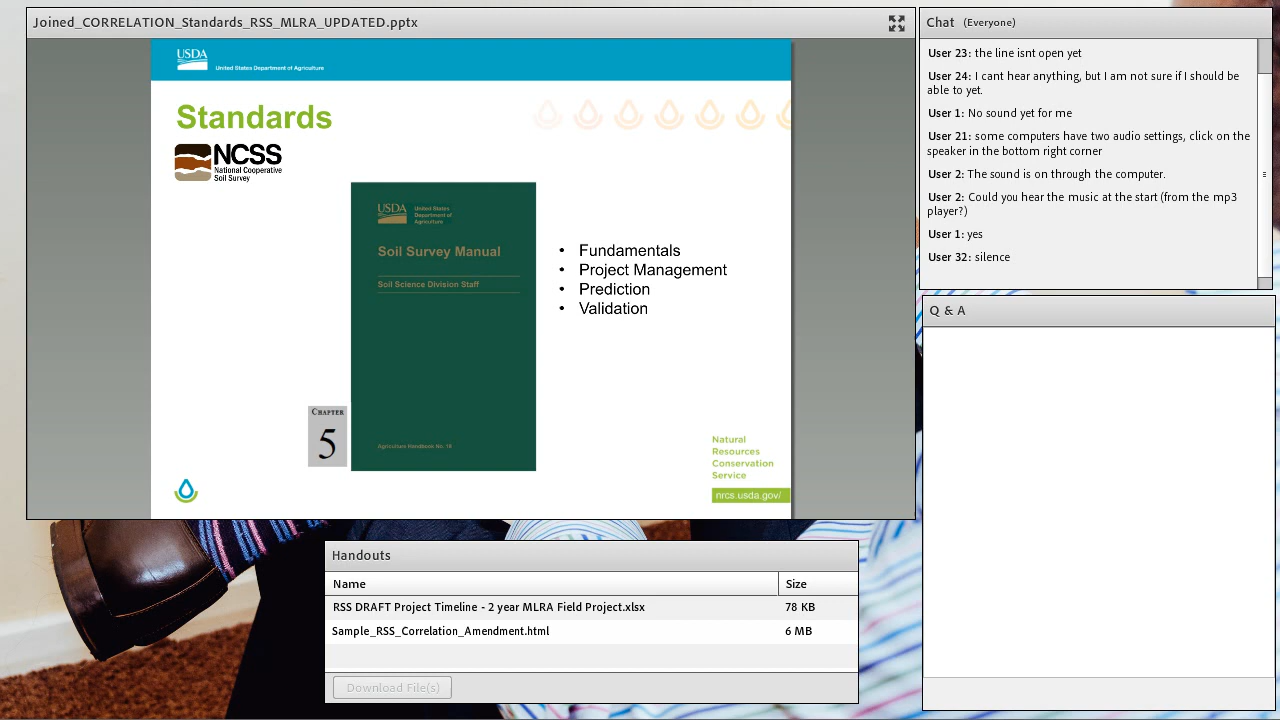 Joined_CORRELATION_Standards_RSS_MLRA_UPDATED.pptx
USDA
United States Department of Agriculture
Standards
NCSS
National Cooperative
Soil Survey
USDA
United States
Department of
Agriculture
Soil Survey Manual
Soil Science Division Staff
Agriculture Handbook No. 18
CHAPTER
5
• Fundamentals
• Project Management
• Prediction
• Validation
Natural
Resources
Conservation
Service
nrcs.usda.gov/
Chat (Everyone)
User 23: the line isnt open yet
User 24: I cant hear anything, but I am not sure if I should be
able to yet.
User 1: No sound yet for me
User 21: some computers have two audio settings, click on the
speaker in the bottom right corner
User 2: The sound is on through the computer.
User 2: Could you hear the music earlier (from the mp3
player)?
User 1: yes
User 32: silence
Q & A
Handouts
Name Size
RSS DRAFT Project Timeline - 2 year MLRA Field Project.xlsx 78 KB
Sample_RSS_Correlation_Amendment.html 6 MB
Download File(s)